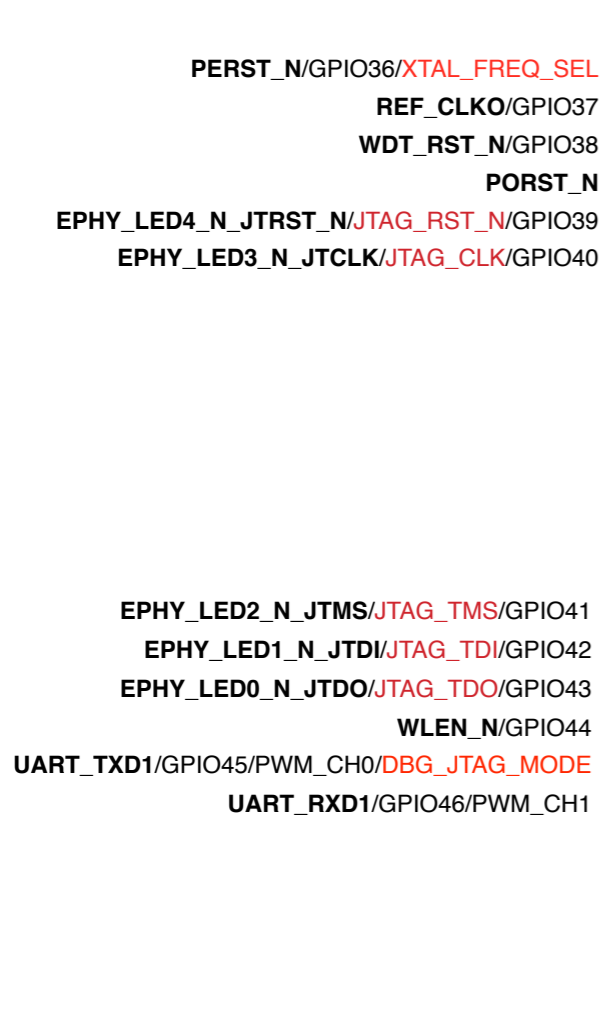 PERST_N/GPIO36/XTAL_FREQ_SEL
REF_CLKO/GPIO37
WDT_RST_N/GPIO38
PORST_N
EPHY_LED4_N_JTRST_N/JTAG_RST_N/GPIO39
EPHY_LED3_N_JTCLK/JTAG_CLK/GPIO40
EPHY_LED2_N_JTMS/JTAG_TMS/GPIO41
EPHY_LED1_N_JTDI/JTAG_TDI/GPIO42
EPHY_LED0_N_JTDO/JTAG_TDO/GPIO43
WLEN_N/GPIO44
UART_TXD1/GPIO45/PWM_CH0/DBG_JTAG_MODE
UART_RXD1/GPIO46/PWM_CH1